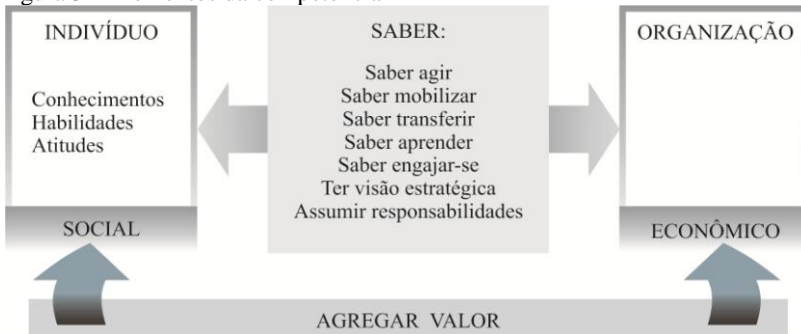 INDIVÍDUO
Conhecimentos
Habilidades
Atitudes
SOCIAL
SABER:
Saber agir
Saber mobilizar
Saber transferir
Saber aprender
Saber engajar-se
Ter visão estratégica
Assumir responsabilidades
ORGANIZAÇÃO
ECONÔMICO
AGREGAR VALOR